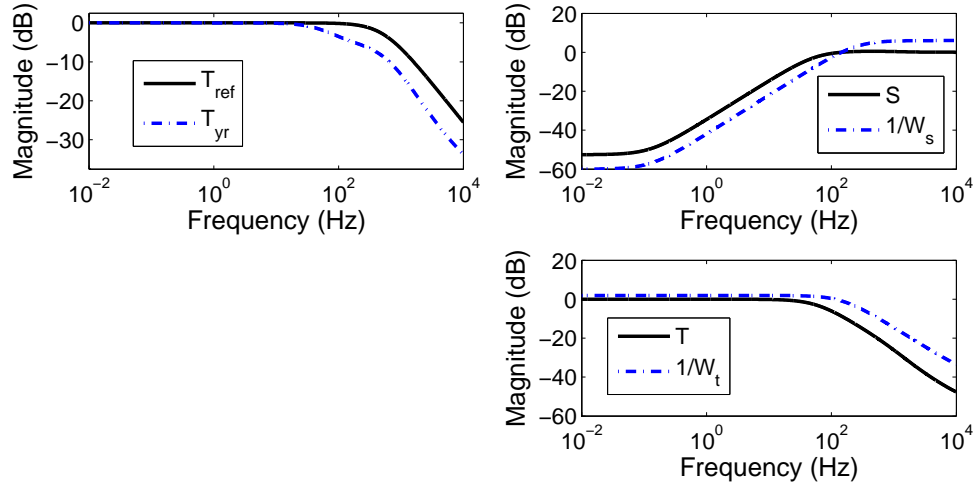 0
−10
−20
−30
Magnitude (dB)
T_ref
T_yr
10^−2
10^0
10^2
10^4
Frequency (Hz)
20
0
−20
−40
−60
Magnitude (dB)
S
1/W_s
10^−2
10^0
10^2
10^4
Frequency (Hz)
20
0
−20
−40
−60
Magnitude (dB)
T
1/W_t
10^−2
10^0
10^2
10^4
Frequency (Hz)